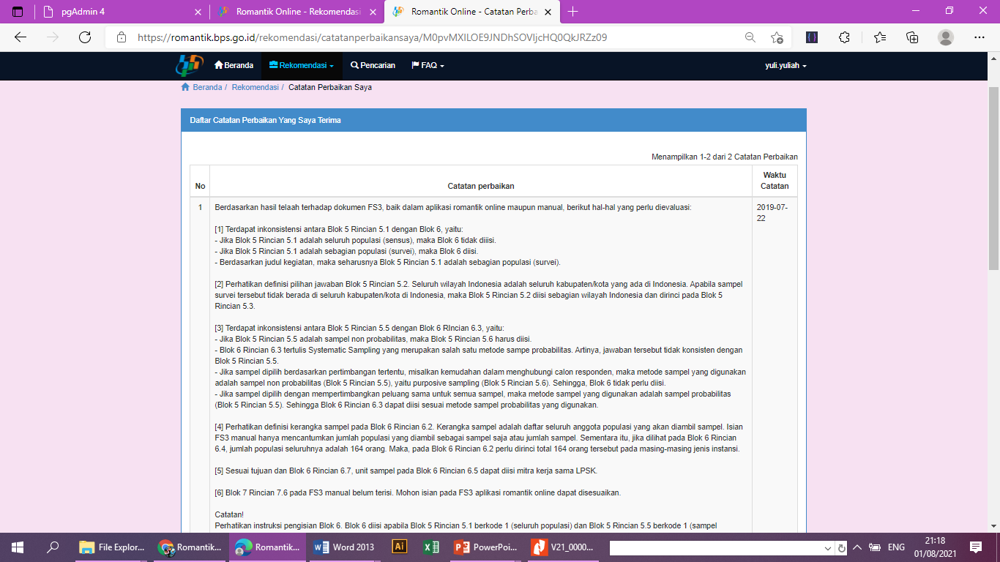 pgAdmin 4
Romantik Online - Rekomendasi
Romantik Online - Catatan Perba
https://romantik.bps.go.id/rekomendasi/catatanperbaikansaya/M0pvMXlLOE9JNDhSOVljcHQ0QkJRZz09
Beranda
Rekomendasi
Pencarian
FAQ
yuli.yuliah
Beranda / Rekomendasi / Catatan Perbaikan Saya
Daftar Catatan Perbaikan Yang Saya Terima
Menampilkan 1-2 dari 2 Catatan Perbaikan
No
Catatan perbaikan
Waktu
Catatan
1
Berdasarkan hasil telaah terhadap dokumen FS3, baik dalam aplikasi romantik online maupun manual, berikut hal-hal yang perlu dievaluasi:
2019-07-
22
[1] Terdapat inkonsistensi antara Blok 5 Rincian 5.1 dengan Blok 6, yaitu:
- Jika Blok 5 Rincian 5.1 adalah seluruh populasi (sensus), maka Blok 6 tidak diiisi.
- Jika Blok 5 Rincian 5.1 adalah sebagian populasi (survei), maka Blok 6 diisi.
- Berdasarkan judul kegiatan, maka seharusnya Blok 5 Rincian 5.1 adalah sebagian populasi (survei).
[2] Perhatikan definisi pilihan jawaban Blok 5 Rincian 5.2. Seluruh wilayah Indonesia adalah seluruh kabupaten/kota yang ada di Indonesia. Apabila sampel
survei tersebut tidak berada di seluruh kabupaten/kota di Indonesia, maka Blok 5 Rincian 5.2 diisi sebagian wilayah Indonesia dan dirinci pada Blok 5
Rincian 5.3.
[3] Terdapat inkonsistensi antara Blok 5 Rincian 5.5 dengan Blok 6 RIncian 6.3, yaitu:
- Jika Blok 5 Rincian 5.5 adalah sampel non probabilitas, maka Blok 5 Rincian 5.6 harus diisi.
- Blok 6 Rincian 6.3 tertulis Systematic Sampling yang merupakan salah satu metode sampe probabilitas. Artinya, jawaban tersebut tidak konsisten dengan
Blok 5 Rincian 5.5.
- Jika sampel dipilih berdasarkan pertimbangan tertentu, misalkan kemudahan dalam menghubungi calon responden, maka metode sampel yang digunakan
adalah sampel non probabilitas (Blok 5 Rincian 5.5), yaitu purposive sampling (Blok 5 Rincian 5.6). Sehingga, Blok 6 tidak perlu diisi.
- Jika sampel dipilih dengan mempertimbangkan peluang sama untuk semua sampel, maka metode sampel yang digunakan adalah sampel probabilitas
(Blok 5 Rincian 5.5). Sehingga Blok 6 Rincian 6.3 dapat diisi sesuai metode sampel probabilitas yang digunakan.
[4] Perhatikan definisi kerangka sampel pada Blok 6 Rincian 6.2. Kerangka sampel adalah daftar seluruh anggota populasi yang akan diambil sampel. Isian
FS3 manual hanya mencantumkan jumlah populasi yang diambil sebagai sampel saja atau jumlah sampel. Sementara itu, jika dilihat pada Blok 6 Rincian
6.4, jumlah populasi seluruhnya adalah 164 orang. Maka, pada Blok 6 Rincian 6.2 perlu dirinci total 164 orang tersebut pada masing-masing jenis instansi.
[5] Sesuai tujuan dan Blok 6 Rincian 6.7, unit sampel pada Blok 6 Rincian 6.5 dapat diisi mitra kerja sama LPSK.
[6] Blok 7 Rincian 7.6 pada FS3 manual belum terisi. Mohon isian pada FS3 aplikasi romantik online dapat disesuaikan.
Catatan!
Perhatikan instruksi pengisian Blok 6. Blok 6 diisi apabila Blok 5 Rincian 5.1 berkode 1 (seluruh populasi) dan Blok 5 Rincian 5.5 berkode 1 (sampel
File Explor...
Romantik...
Romantik...
Word 2013
Ai
PowerPoi...
V21_0000...
ENG
21:18
01/08/2021